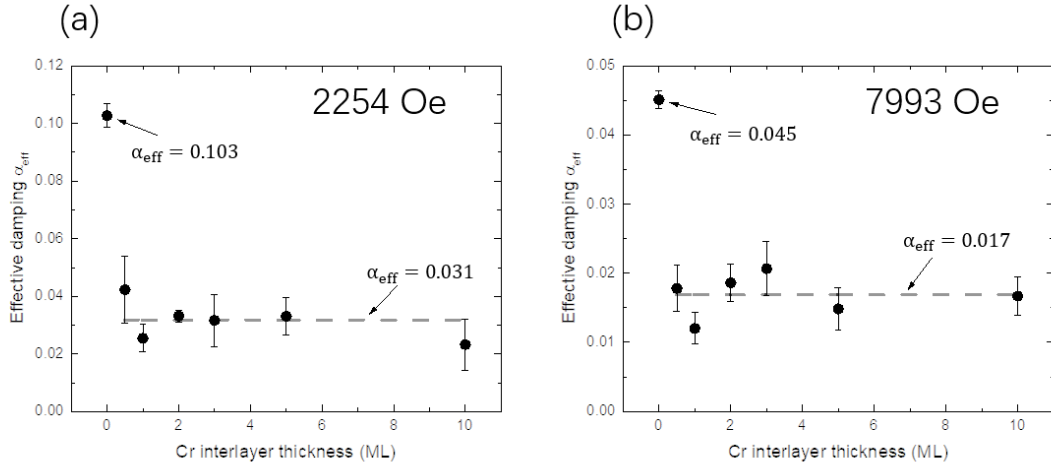 (a)
2254 Oe
α_eff = 0.103
α_eff = 0.031
0.12
0.10
0.08
0.06
0.04
0.02
0.00
Effective damping α_eff
0 2 4 6 8 10
Cr interlayer thickness (ML)
(b)
7993 Oe
α_eff = 0.045
α_eff = 0.017
0.05
0.04
0.03
0.02
0.01
0.00
Effective damping α_eff
0 2 4 6 8 10
Cr interlayer thickness (ML)